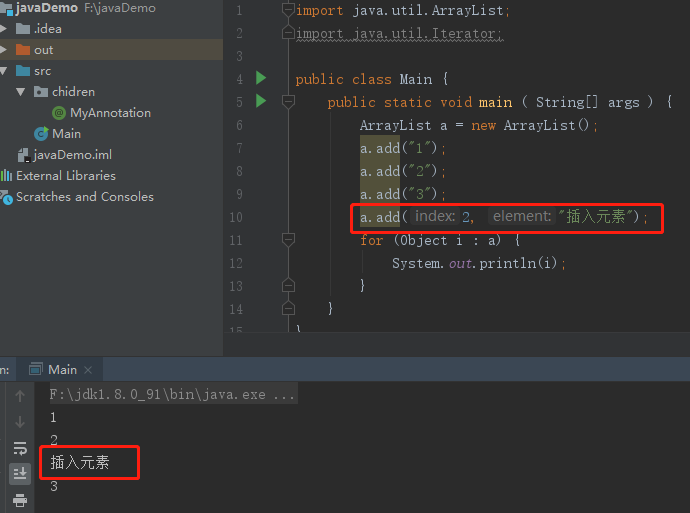 javaDemo F:\javaDemo
.idea
out
src
chidren
MyAnnotation
Main
javaDemo.iml
External Libraries
Scratches and Consoles
1 import java.util.ArrayList;
2 import java.util.Iterator;
3
4 public class Main {
5 public static void main ( String[] args ) {
6 ArrayList a = new ArrayList();
7 a.add("1");
8 a.add("2");
9 a.add("3");
10 a.add( index: 2, element: "插入元素");
11 for (Object i : a) {
12 System.out.println(i);
13 }
14 }
15 }
n: Main ×
F:\jdk1.8.0_91\bin\java.exe ...
1
2
插入元素
3